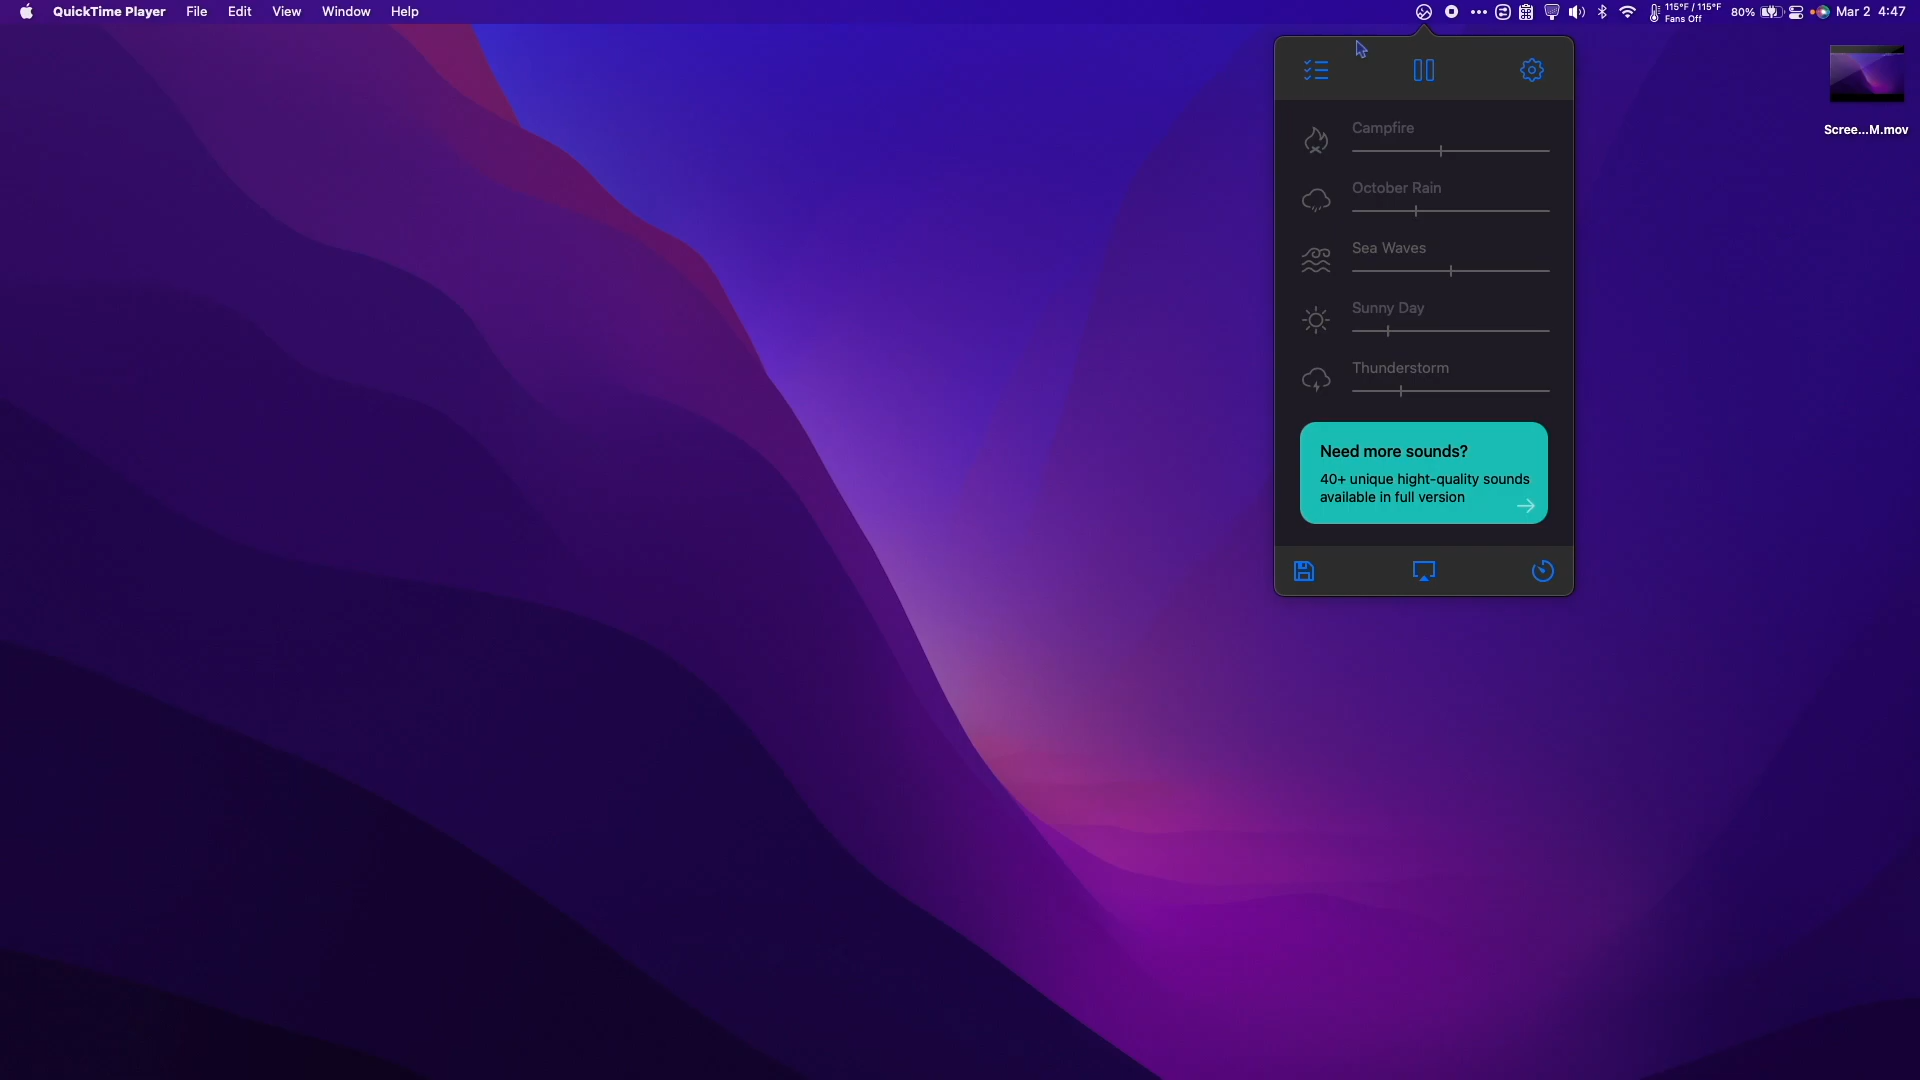 QuickTime Player File Edit View Window Help 115°F / 115°F 80% Mar 2 4:47
Fans Off
Scree...M.mov
Campfire
October Rain
Sea Waves
Sunny Day
Thunderstorm
Need more sounds?
40+ unique hight-quality sounds
available in full version